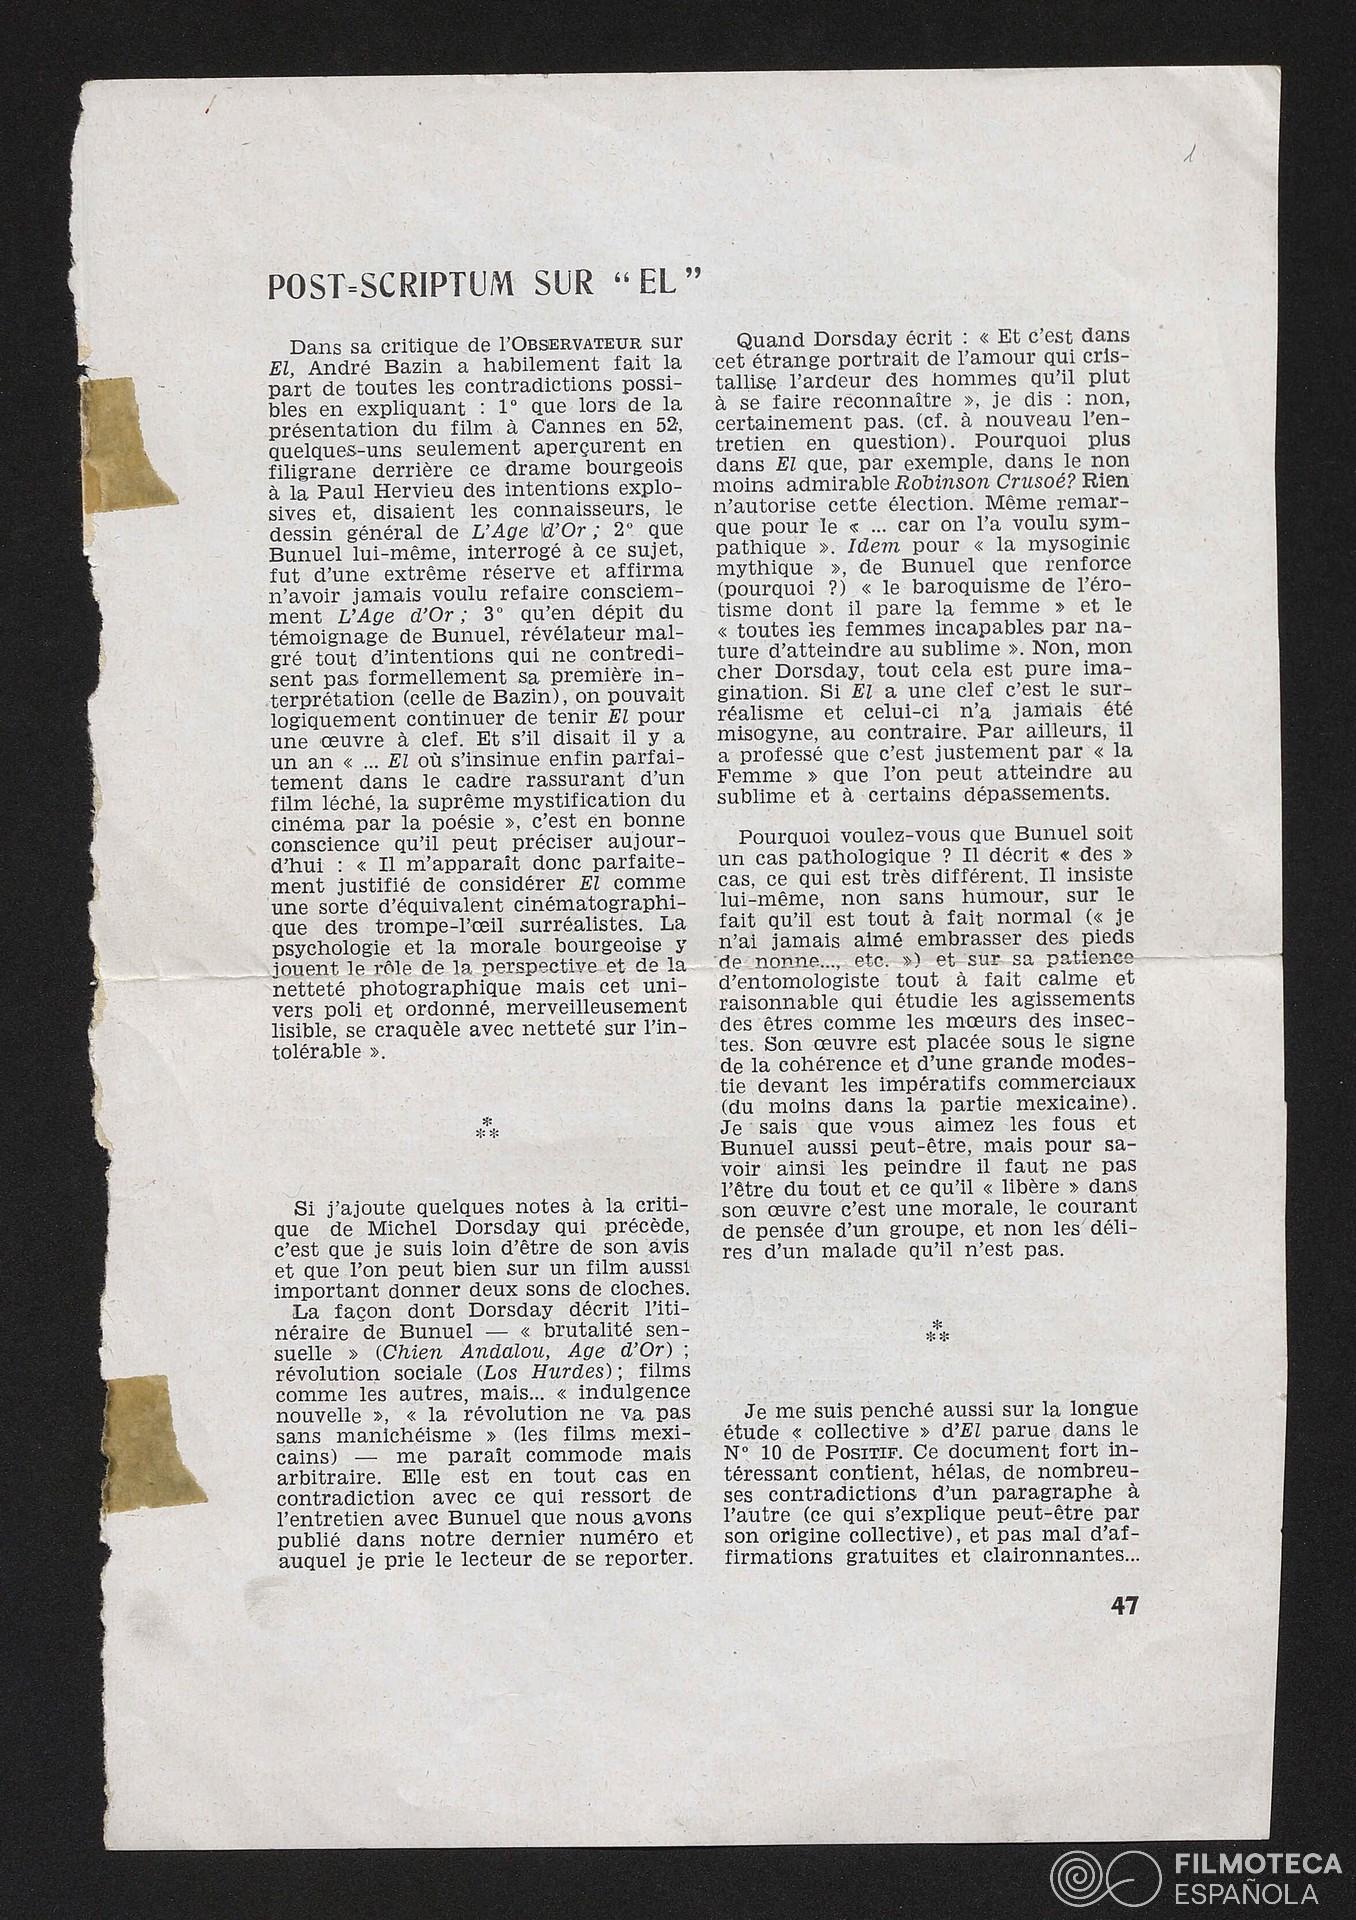 1
POST-SCRIPTUM SUR “EL”
Dans sa critique de l’OBSERVATEUR sur
El, André Bazin a habilement fait la
part de toutes les contradictions possi-
bles en expliquant : 1° que lors de la
présentation du film à Cannes en 52,
quelques-uns seulement aperçurent en
filigrane derrière ce drame bourgeois
à la Paul Hervieu des intentions explo-
sives et, disaient les connaisseurs, le
dessin général de L’Age d’Or ; 2° que
Bunuel lui-même, interrogé à ce sujet,
fut d’une extrême réserve et affirma
n’avoir jamais voulu refaire consciem-
ment L’Age d’Or ; 3° qu’en dépit du
témoignage de Bunuel, révélateur mal-
gré tout d’intentions qui ne contredi-
sent pas formellement sa première in-
terprétation (celle de Bazin), on pouvait
logiquement continuer de tenir El pour
une œuvre à clef. Et s’il disait il y a
un an « ... El où s’insinue enfin parfai-
tement dans le cadre rassurant d’un
film léché, la suprême mystification du
cinéma par la poésie », c’est en bonne
conscience qu’il peut préciser aujour-
d’hui : « Il m’apparaît donc parfaite-
ment justifié de considérer El comme
une sorte d’équivalent cinématographi-
que des trompe-l’œil surréalistes. La
psychologie et la morale bourgeoise y
jouent le rôle de la perspective et de la
netteté photographique mais cet uni-
vers poli et ordonné, merveilleusement
lisible, se craquèle avec netteté sur l’in-
tolérable ».
*
**
Si j’ajoute quelques notes à la criti-
que de Michel Dorsday qui précède,
c’est que je suis loin d’être de son avis
et que l’on peut bien sur un film aussi
important donner deux sons de cloches.
La façon dont Dorsday décrit l’iti-
néraire de Bunuel — « brutalité sen-
suelle » (Chien Andalou, Age d’Or) ;
révolution sociale (Los Hurdes) ; films
comme les autres, mais... « indulgence
nouvelle », « la révolution ne va pas
sans manichéisme » (les films mexi-
cains) — me paraît commode mais
arbitraire. Elle est en tout cas en
contradiction avec ce qui ressort de
l’entretien avec Bunuel que nous avons
publié dans notre dernier numéro et
auquel je prie le lecteur de se reporter.
Quand Dorsday écrit : « Et c’est dans
cet étrange portrait de l’amour qui cris-
tallise l’ardeur des hommes qu’il plut
à se faire reconnaître », je dis : non,
certainement pas. (cf. à nouveau l’en-
tretien en question). Pourquoi plus
dans El que, par exemple, dans le non
moins admirable Robinson Crusoé? Rien
n’autorise cette élection. Même remar-
que pour le « ... car on l’a voulu sym-
pathique ». Idem pour « la mysoginie
mythique », de Bunuel que renforce
(pourquoi ?) « le baroquisme de l’éro-
tisme dont il pare la femme » et le
« toutes les femmes incapables par na-
ture d’atteindre au sublime ». Non, mon
cher Dorsday, tout cela est pure ima-
gination. Si El a une clef c’est le sur-
réalisme et celui-ci n’a jamais été
misogyne, au contraire. Par ailleurs, il
a professé que c’est justement par « la
Femme » que l’on peut atteindre au
sublime et à certains dépassements.
Pourquoi voulez-vous que Bunuel soit
un cas pathologique ? Il décrit « des »
cas, ce qui est très différent. Il insiste
lui-même, non sans humour, sur le
fait qu’il est tout à fait normal (« je
n’ai jamais aimé embrasser des pieds
de nonne..., etc. ») et sur sa patience
d’entomologiste tout à fait calme et
raisonnable qui étudie les agissements
des êtres comme les mœurs des insec-
tes. Son œuvre est placée sous le signe
de la cohérence et d’une grande modes-
tie devant les impératifs commerciaux
(du moins dans la partie mexicaine).
Je sais que vous aimez les fous et
Bunuel aussi peut-être, mais pour sa-
voir ainsi les peindre il faut ne pas
l’être du tout et ce qu’il « libère » dans
son œuvre c’est une morale, le courant
de pensée d’un groupe, et non les déli-
res d’un malade qu’il n’est pas.
*
**
Je me suis penché aussi sur la longue
étude « collective » d’El parue dans le
N° 10 de POSITIF. Ce document fort in-
téressant contient, hélas, de nombreu-
ses contradictions d’un paragraphe à
l’autre (ce qui s’explique peut-être par
son origine collective), et pas mal d’af-
firmations gratuites et claironnantes...
47
FILMOTECA
ESPAÑOLA